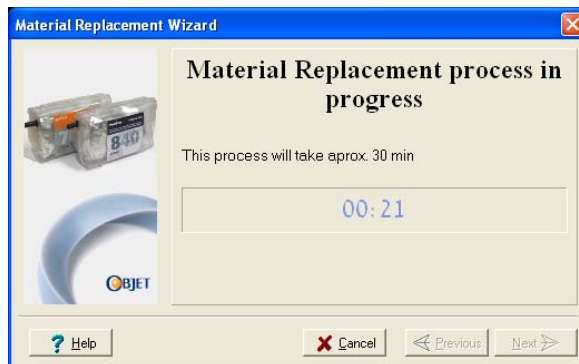 Material Replacement Wizard
Material Replacement process in
progress
This process will take aprox. 30 min
00:21
840
OBJET
Help
Cancel
Previous
Next